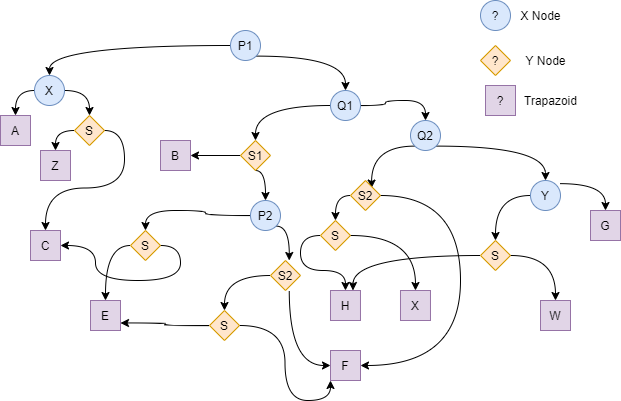 ? X Node
P1
? Y Node
X
Q1
? Trapazoid
A
S
Q2
Z
B
S1
S2
Y
P2
G
C
S
S
S
S2
H
X
E
S
W
F